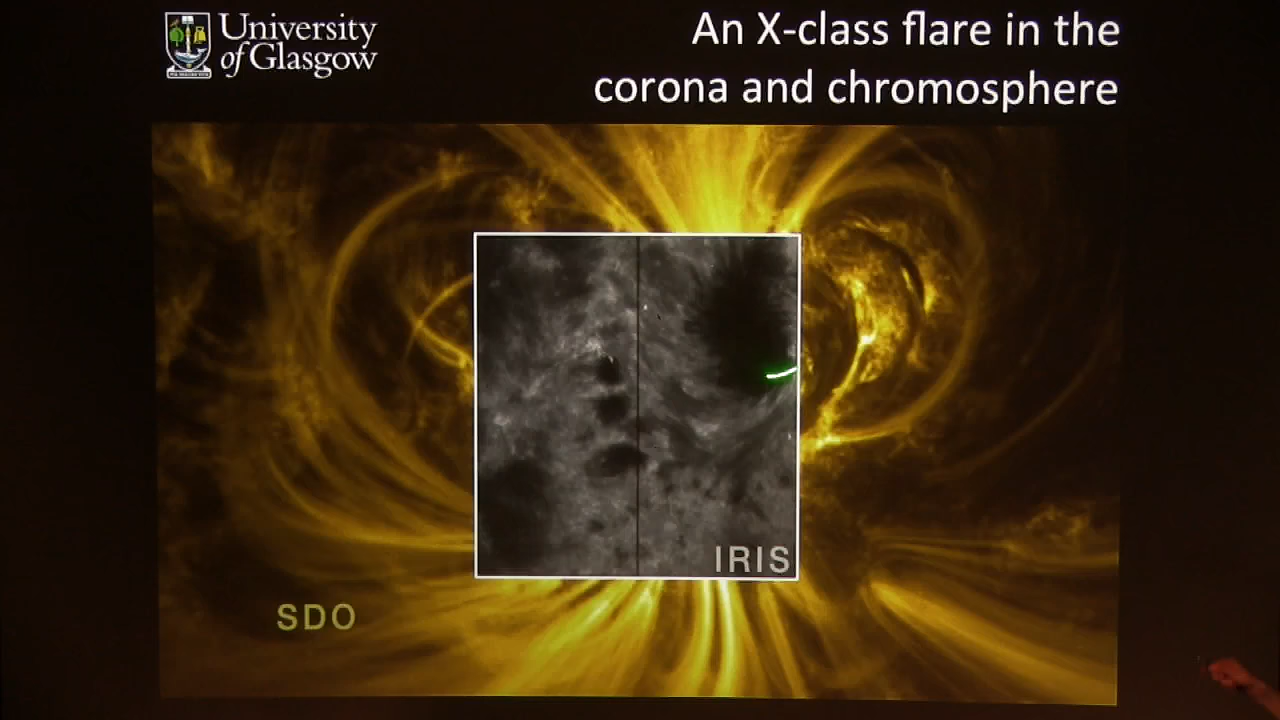 University
of Glasgow
An X-class flare in the
corona and chromosphere
IRIS
SDO